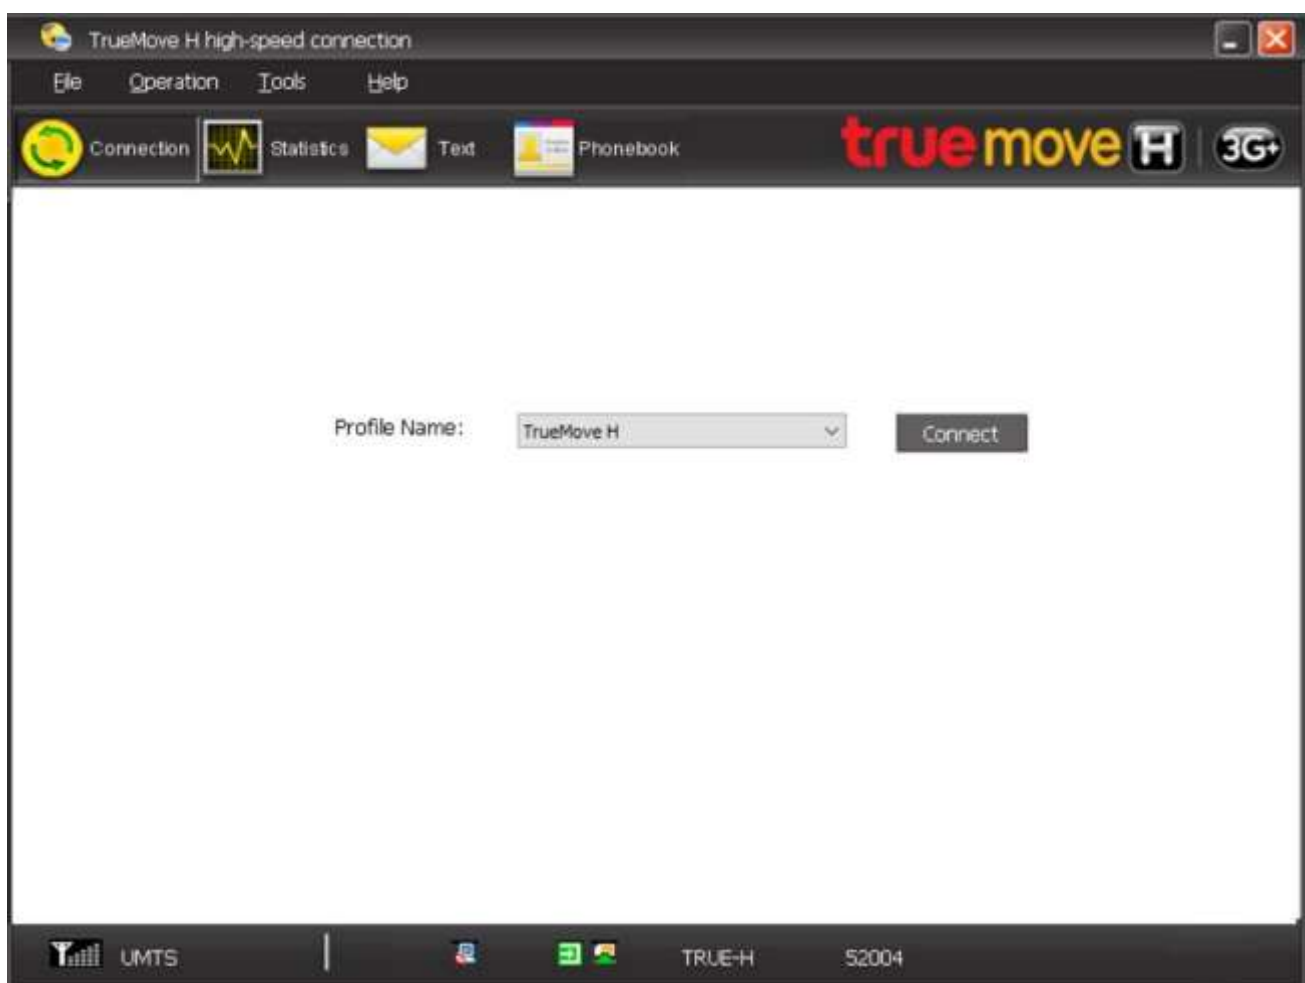 TrueMove H high-speed connection
File Operation Tools Help
Connection Statistics Text Phonebook truemove H 3G+
Profile Name: TrueMove H Connect
UMTS TRUE-H 52004